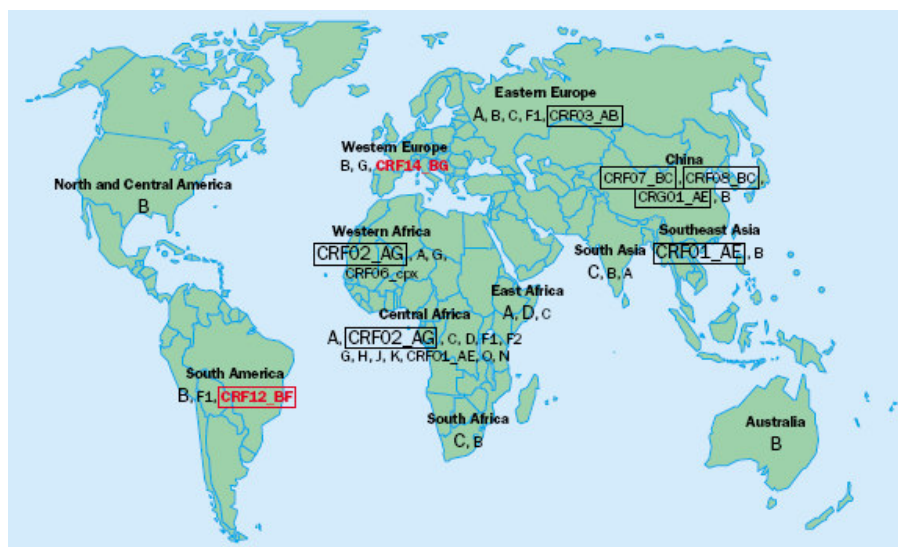 Eastern Europe
A, B, C, F1, CRF03_AB
Western Europe
B, G, CRF14_BG
China
CRF07_BC, CRF08_BC,
CRG01_AE, B
North and Central America
B
Western Africa
CRF02_AG, A, G,
CRF06_cpx
Southeast Asia
CRF01_AE, B
South Asia
C, B, A
East Africa
A, D, C
Central Africa
A, CRF02_AG, C, D, F1, F2
G, H, J, K, CRF01_AE, O, N
South America
B, F1, CRF12_BF
South Africa
C, B
Australia
B